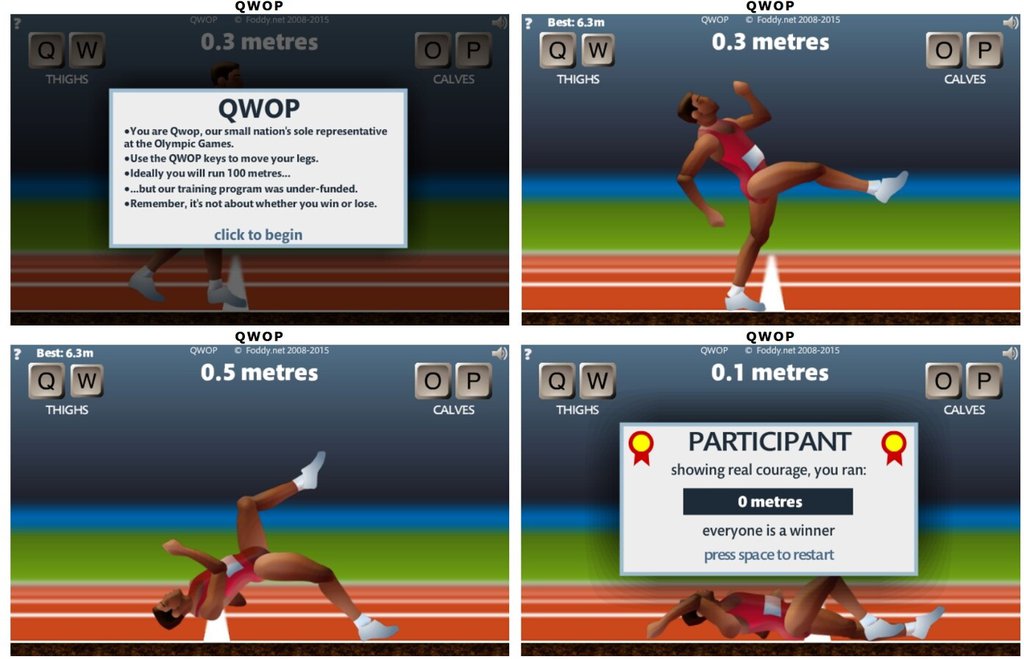 QWOP
?
QWOP © Foddy.net 2008-2015
0.3 metres
Q W
O P
THIGHS
CALVES
QWOP
•You are Qwop, our small nation's sole representative
at the Olympic Games.
•Use the QWOP keys to move your legs.
•Ideally you will run 100 metres...
•...but our training program was under-funded.
•Remember, it's not about whether you win or lose.
click to begin
QWOP
?
Best: 6.3m
QWOP © Foddy.net 2008-2015
0.3 metres
Q W
O P
THIGHS
CALVES
QWOP
?
Best: 6.3m
QWOP © Foddy.net 2008-2015
0.5 metres
Q W
O P
THIGHS
CALVES
QWOP
?
QWOP © Foddy.net 2008-2015
0.1 metres
Q W
O P
THIGHS
CALVES
PARTICIPANT
showing real courage, you ran:
0 metres
everyone is a winner
press space to restart